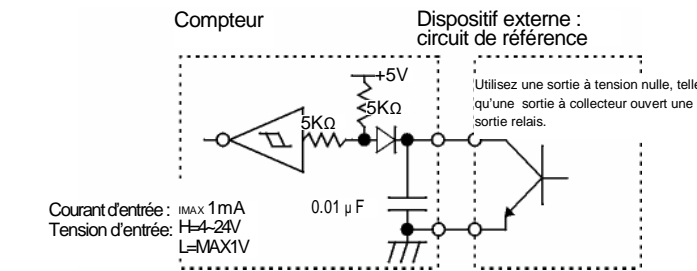 Compteur
Dispositif externe :
circuit de référence
+5V
5KΩ
5KΩ
Utilisez une sortie à tension nulle, telle
qu'une sortie à collecteur ouvert une
sortie relais.
0.01 µF
Courant d'entrée : IMAX 1mA
Tension d'entrée: H=4~24V
L=MAX1V